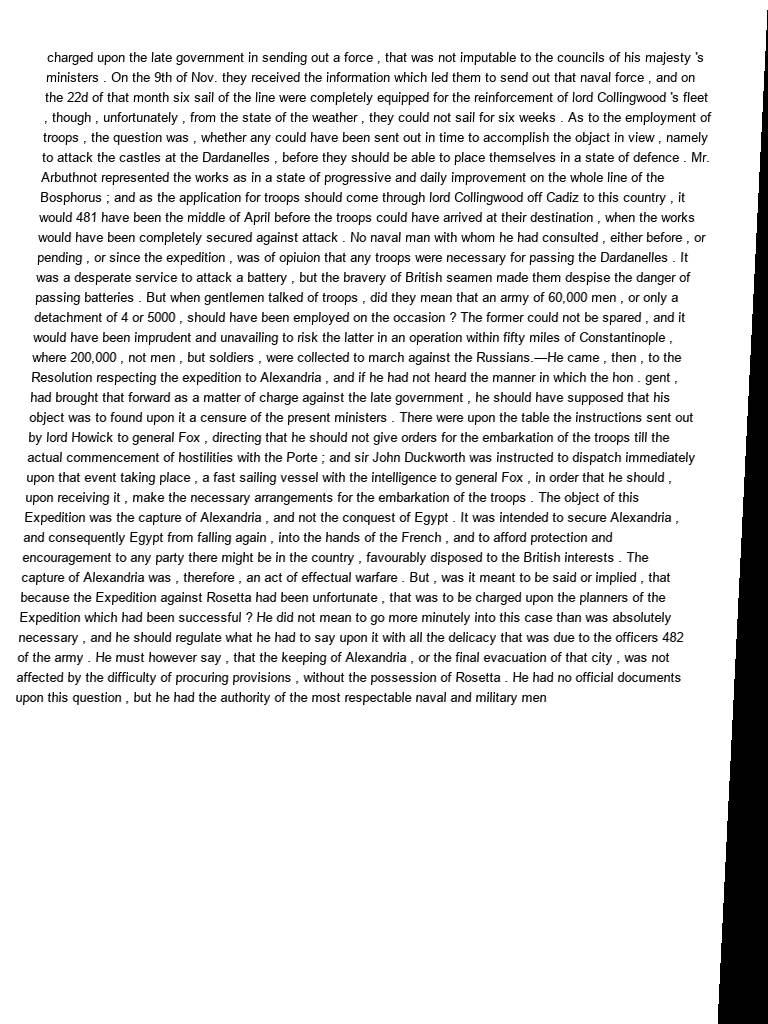 charged upon the late government in sending out a force , that was not imputable to the councils of his majesty 's
ministers . On the 9th of Nov. they received the information which led them to send out that naval force , and on
the 22d of that month six sail of the line were completely equipped for the reinforcement of lord Collingwood 's fleet
, though , unfortunately , from the state of the weather , they could not sail for six weeks . As to the employment of
troops , the question was , whether any could have been sent out in time to accomplish the objact in view , namely
to attack the castles at the Dardanelles , before they should be able to place themselves in a state of defence . Mr.
Arbuthnot represented the works as in a state of progressive and daily improvement on the whole line of the
Bosphorus ; and as the application for troops should come through lord Collingwood off Cadiz to this country , it
would 481 have been the middle of April before the troops could have arrived at their destination , when the works
would have been completely secured against attack . No naval man with whom he had consulted , either before , or
pending , or since the expedition , was of opiuion that any troops were necessary for passing the Dardanelles . It
was a desperate service to attack a battery , but the bravery of British seamen made them despise the danger of
passing batteries . But when gentlemen talked of troops , did they mean that an army of 60,000 men , or only a
detachment of 4 or 5000 , should have been employed on the occasion ? The former could not be spared , and it
would have been imprudent and unavailing to risk the latter in an operation within fifty miles of Constantinople ,
where 200,000 , not men , but soldiers , were collected to march against the Russians.—He came , then , to the
Resolution respecting the expedition to Alexandria , and if he had not heard the manner in which the hon . gent ,
had brought that forward as a matter of charge against the late government , he should have supposed that his
object was to found upon it a censure of the present ministers . There were upon the table the instructions sent out
by lord Howick to general Fox , directing that he should not give orders for the embarkation of the troops till the
actual commencement of hostilities with the Porte ; and sir John Duckworth was instructed to dispatch immediately
upon that event taking place , a fast sailing vessel with the intelligence to general Fox , in order that he should ,
upon receiving it , make the necessary arrangements for the embarkation of the troops . The object of this
Expedition was the capture of Alexandria , and not the conquest of Egypt . It was intended to secure Alexandria ,
and consequently Egypt from falling again , into the hands of the French , and to afford protection and
encouragement to any party there might be in the country , favourably disposed to the British interests . The
capture of Alexandria was , therefore , an act of effectual warfare . But , was it meant to be said or implied , that
because the Expedition against Rosetta had been unfortunate , that was to be charged upon the planners of the
Expedition which had been successful ? He did not mean to go more minutely into this case than was absolutely
necessary , and he should regulate what he had to say upon it with all the delicacy that was due to the officers 482
of the army . He must however say , that the keeping of Alexandria , or the final evacuation of that city , was not
affected by the difficulty of procuring provisions , without the possession of Rosetta . He had no official documents
upon this question , but he had the authority of the most respectable naval and military men